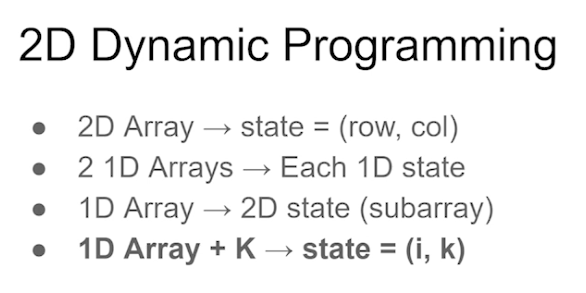 2D Dynamic Programming
● 2D Array → state = (row, col)
● 2 1D Arrays → Each 1D state
● 1D Array → 2D state (subarray)
● 1D Array + K → state = (i, k)